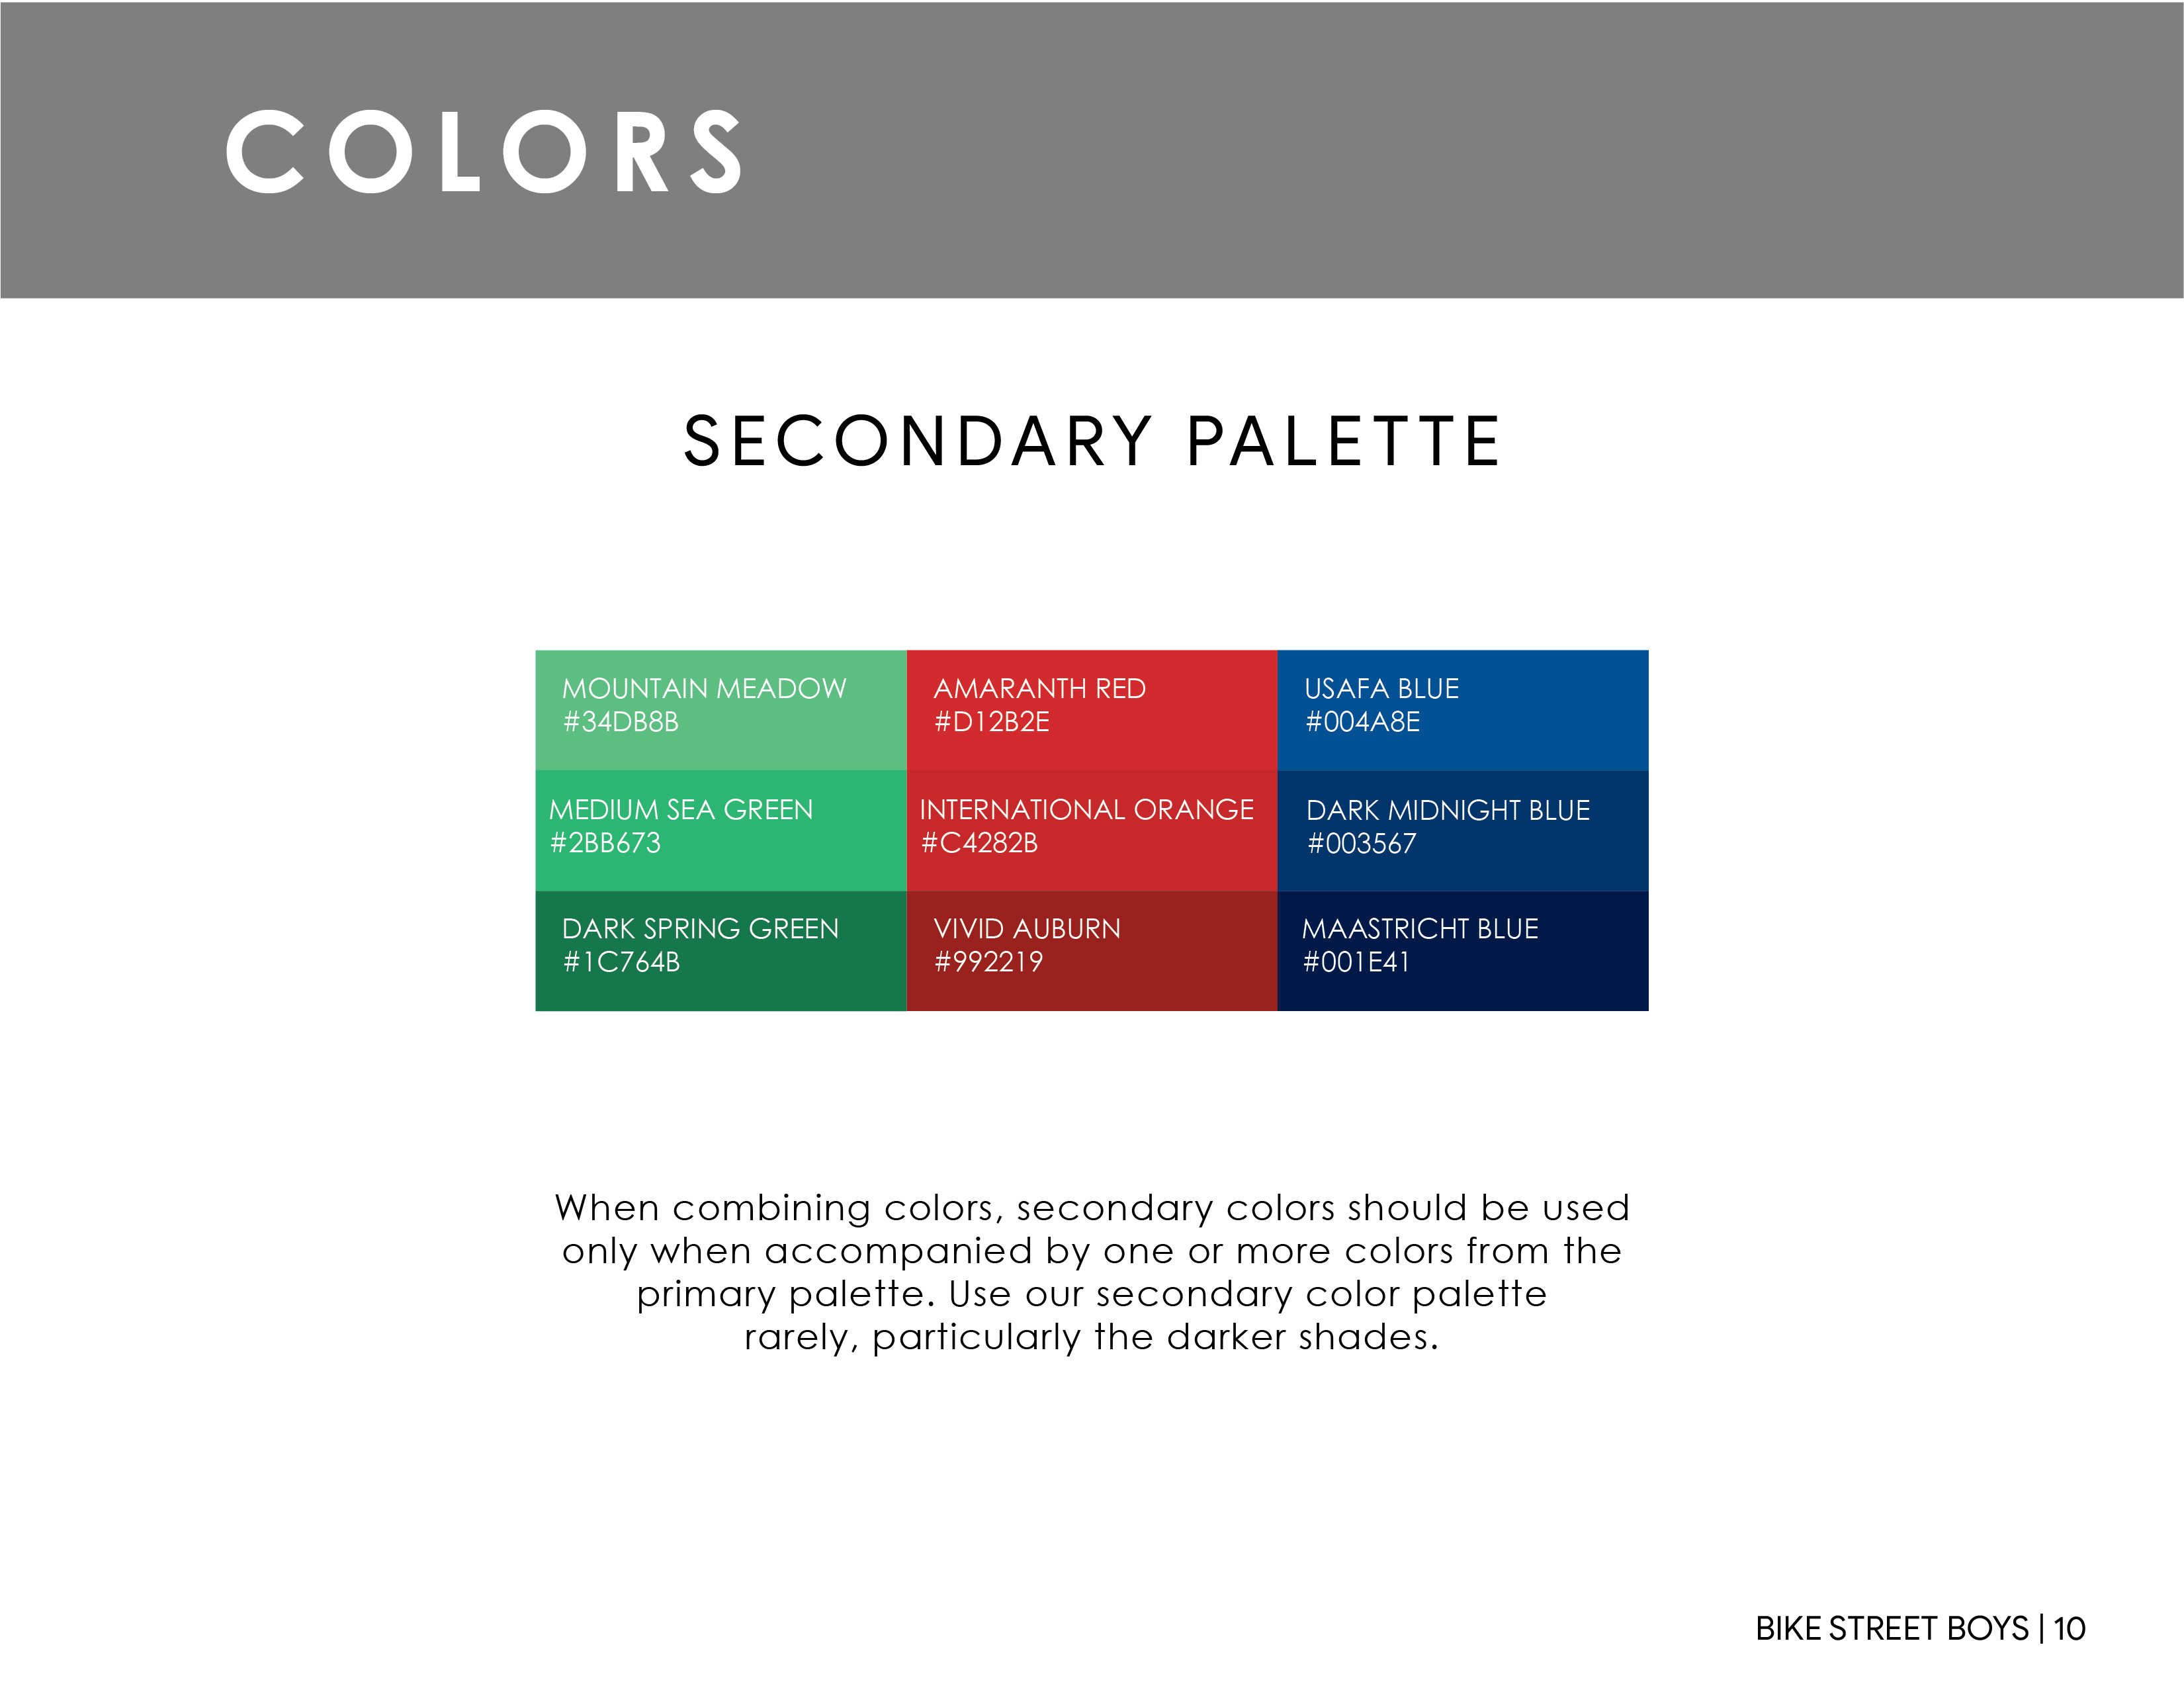 COLORS
SECONDARY PALETTE
MOUNTAIN MEADOW
#34DB8B
AMARANTH RED
#D12B2E
USAFA BLUE
#004A8E
MEDIUM SEA GREEN
#2BB673
INTERNATIONAL ORANGE
#C4282B
DARK MIDNIGHT BLUE
#003567
DARK SPRING GREEN
#1C764B
VIVID AUBURN
#992219
MAASTRICHT BLUE
#001E41
When combining colors, secondary colors should be used
only when accompanied by one or more colors from the
primary palette. Use our secondary color palette
rarely, particularly the darker shades.
BIKE STREET BOYS | 10